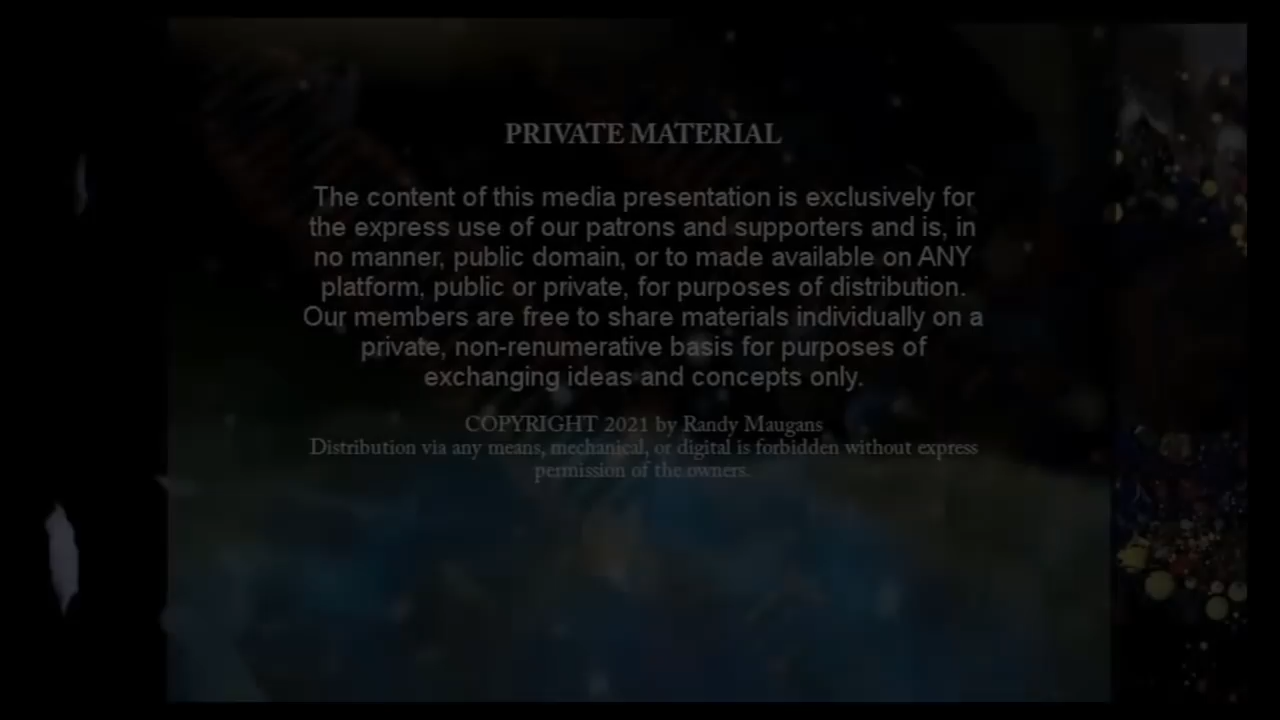 PRIVATE MATERIAL
The content of this media presentation is exclusively for
the express use of our patrons and supporters and is, in
no manner, public domain, or to made available on ANY
platform, public or private, for purposes of distribution.
Our members are free to share materials individually on a
private, non-renumerative basis for purposes of
exchanging ideas and concepts only.
COPYRIGHT 2021 by Randy Maugans
Distribution via any means, mechanical, or digital is forbidden without express
permission of the owners.